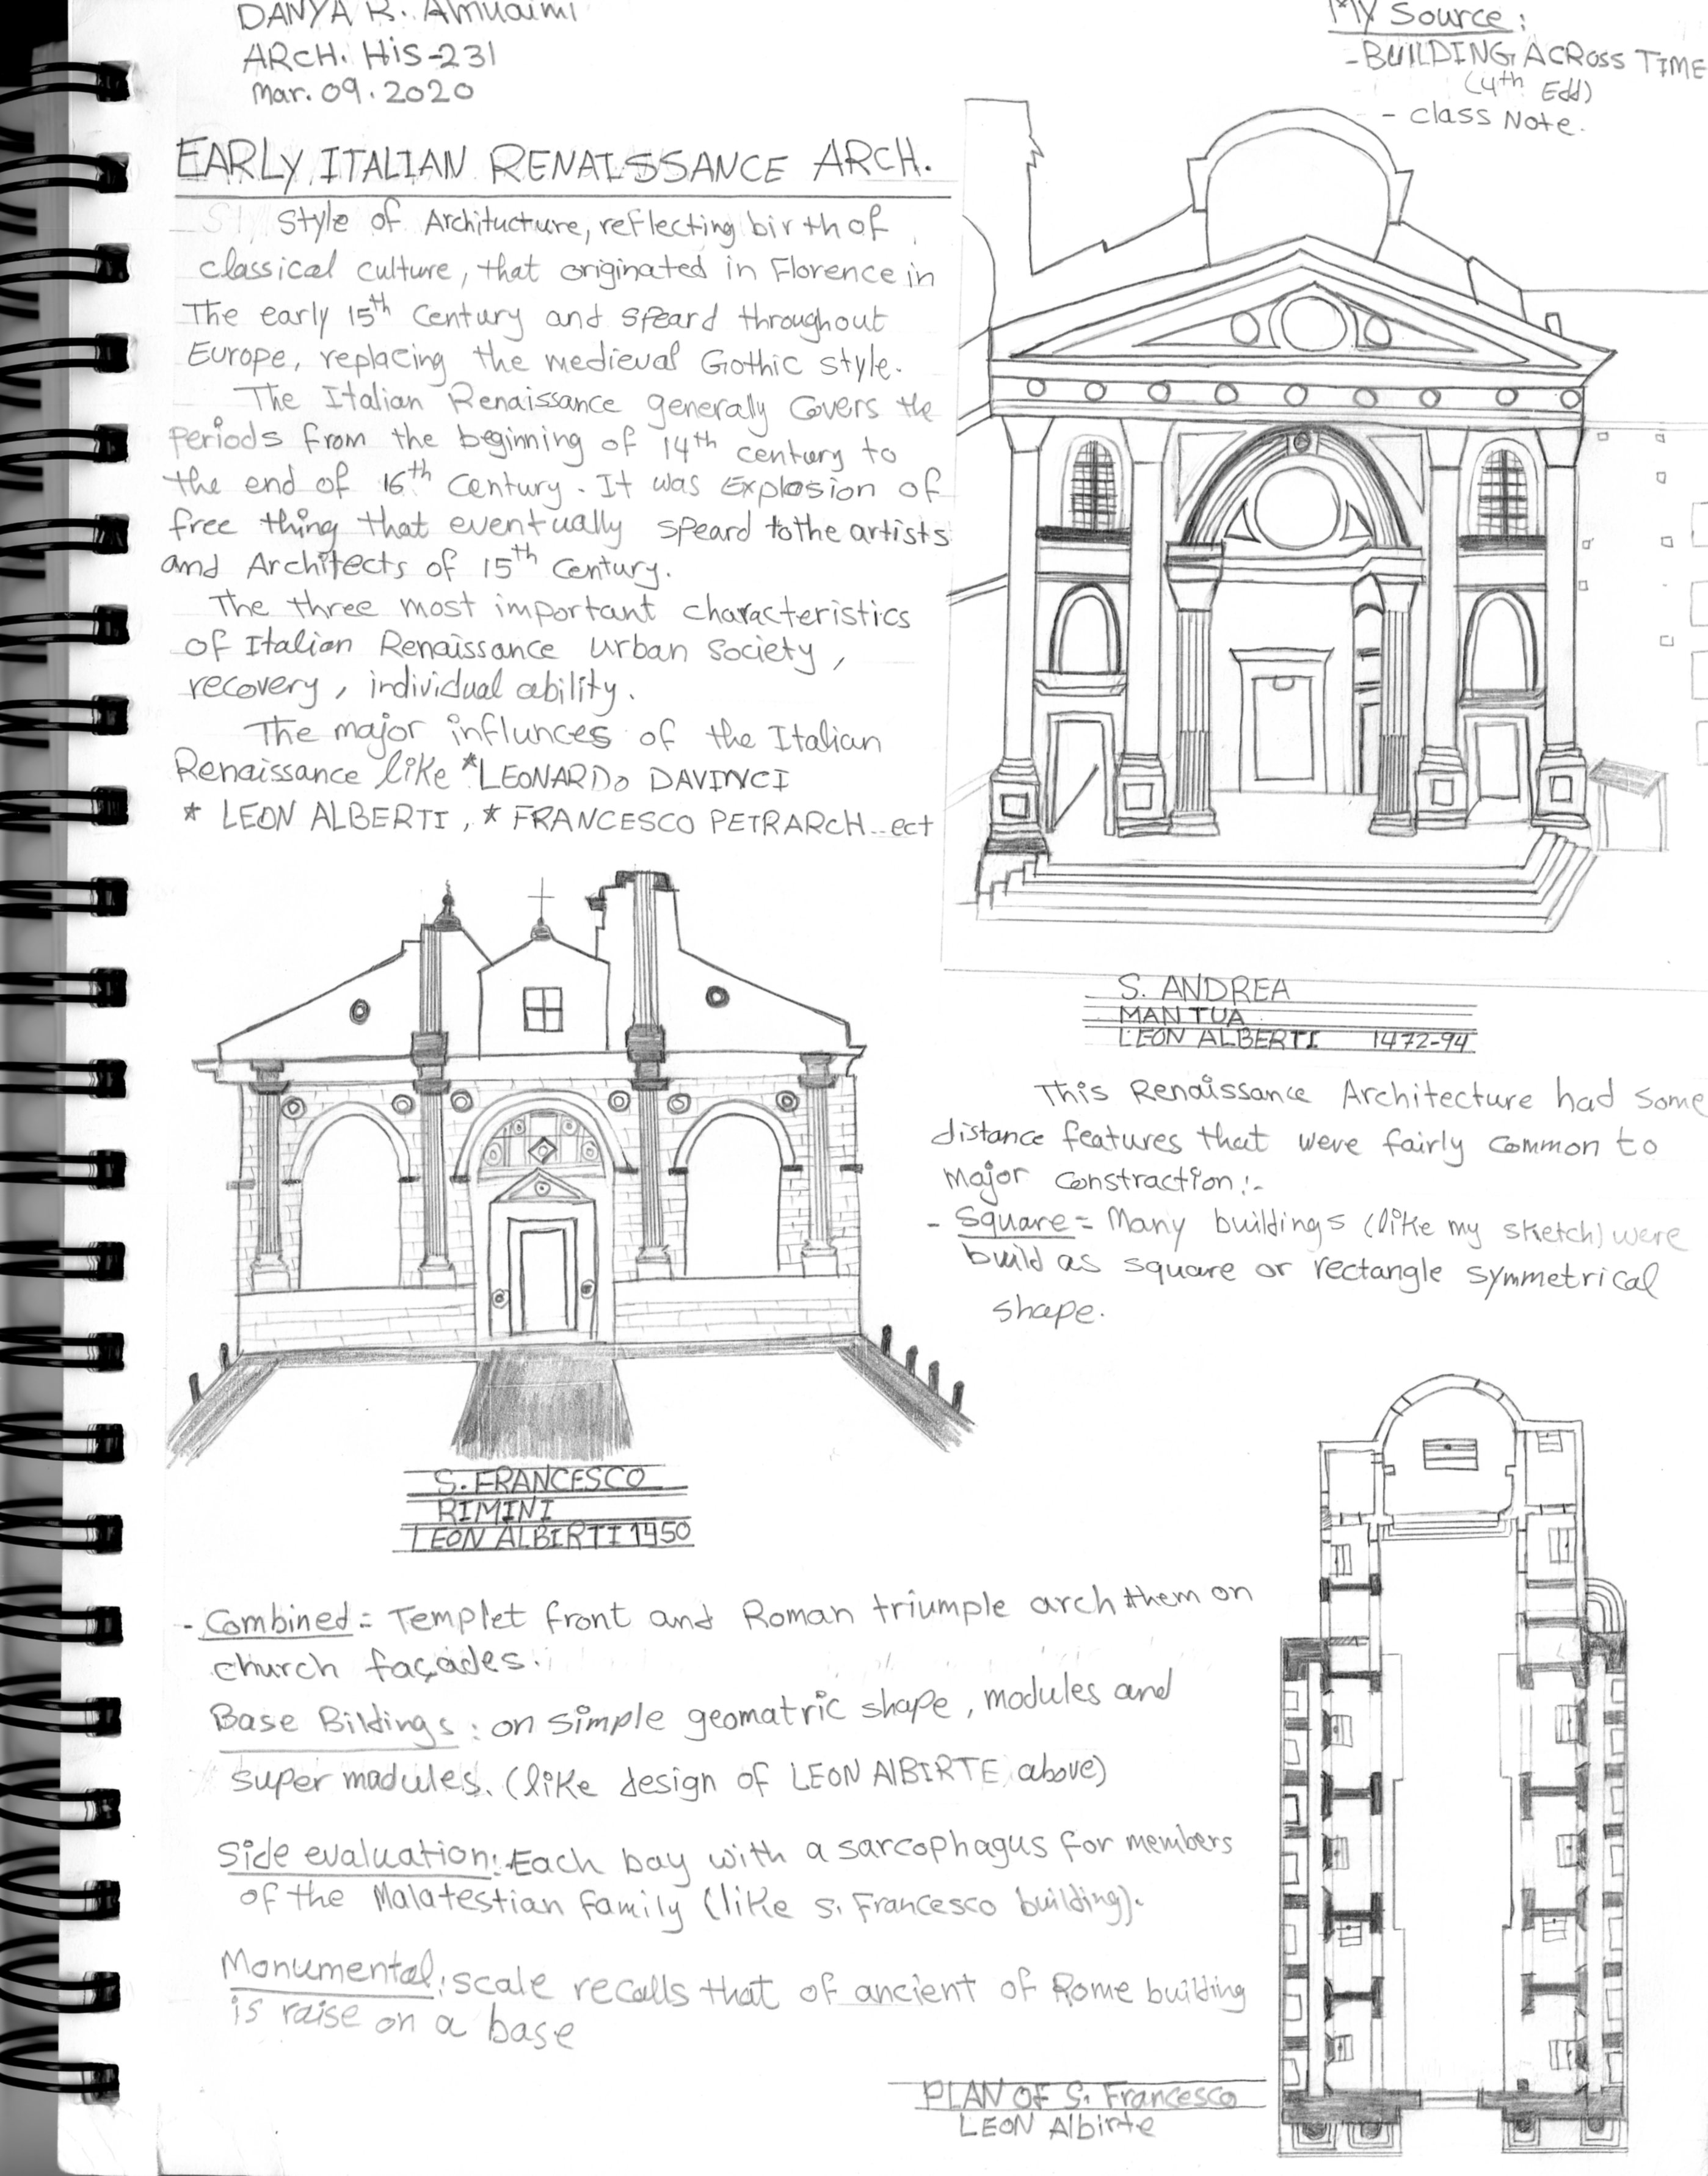 DANYA R. Almuaimi
ARCH. HiS-231
Mar. 09. 2020
My Source:
- BUILDING ACROSS TIME
(4th Edd)
- class Note.
EARLY ITALIAN RENAISSANCE ARCH.
Style of Architucture, reflecting birth of
classical culture, that originated in Florence in
The early 15th Century and speard throughout
Europe, replacing the medieval Gothic style.
The Italian Renaissance generally Covers the
periods from the beginning of 14th century to
the end of 16th Century. It was Explosion of
free thing that eventually speard to the artists
and Architects of 15th Century.
The three most important characteristics
of Italian Renaissance Urban Society,
recovery, individual ability.
The major influnces of the Italian
Renaissance like *LEONARDO DAVINCI
* LEON ALBERTI, * FRANCESCO PETRARCH...ect
S. ANDREA
MANTUA
LEON ALBERTI 1472-94
This Renaissance Architecture had some
distance features that were fairly common to
Major Constraction:-
- Square = Many buildings (like my sketch) were
build as square or rectangle symmetrical
shape.
S. FRANCESCO
RIMINI
LEON ALBIRTI 1450
- Combined = Templet front and Roman triumple arch them on
church façades.
Base Bildings: on simple geomatric shape, modules and
super madules. (like design of LEON AlBIRTE above)
Side evaluation: Each bay with a sarcophagus for members
of the Malatestian family (like S. Francesco building).
Monumental: scale recalls that of ancient of Rome building
is raise on a base
PLAN OF S. Francesco
LEON Albirte